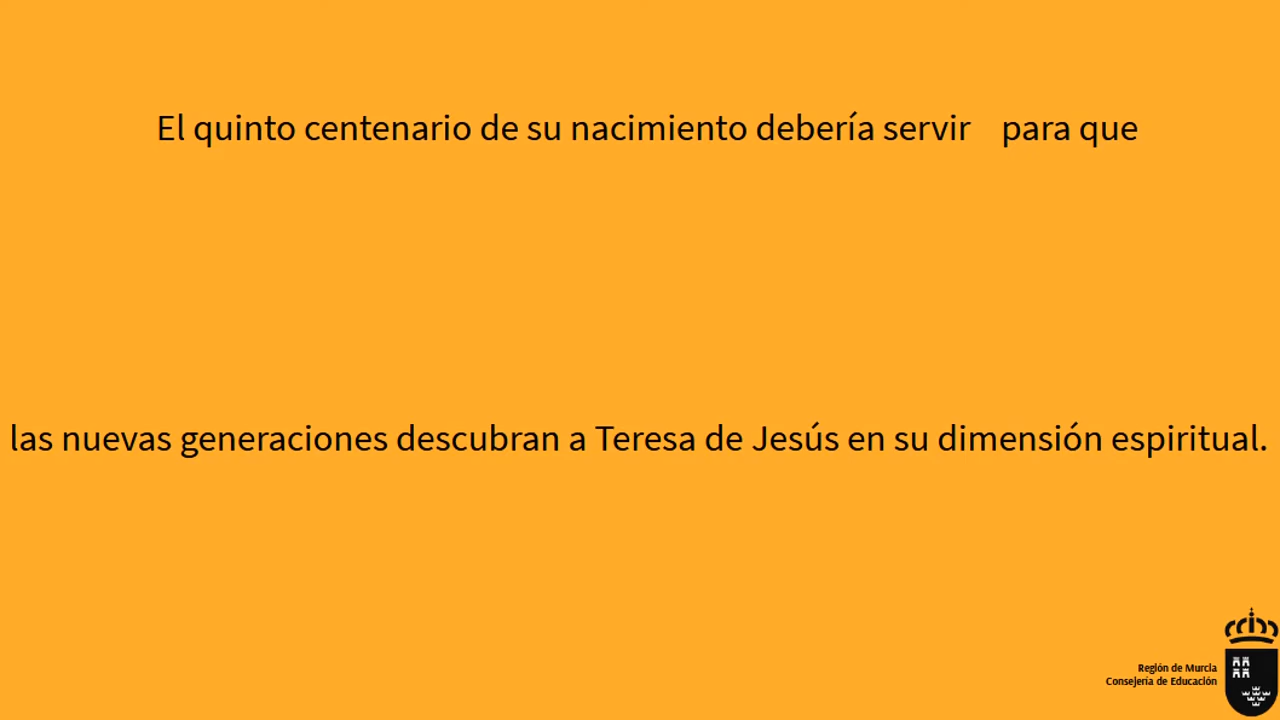 El quinto centenario de su nacimiento debería servir para que
las nuevas generaciones descubran a Teresa de Jesús en su dimensión espiritual.
Región de Murcia
Consejería de Educación